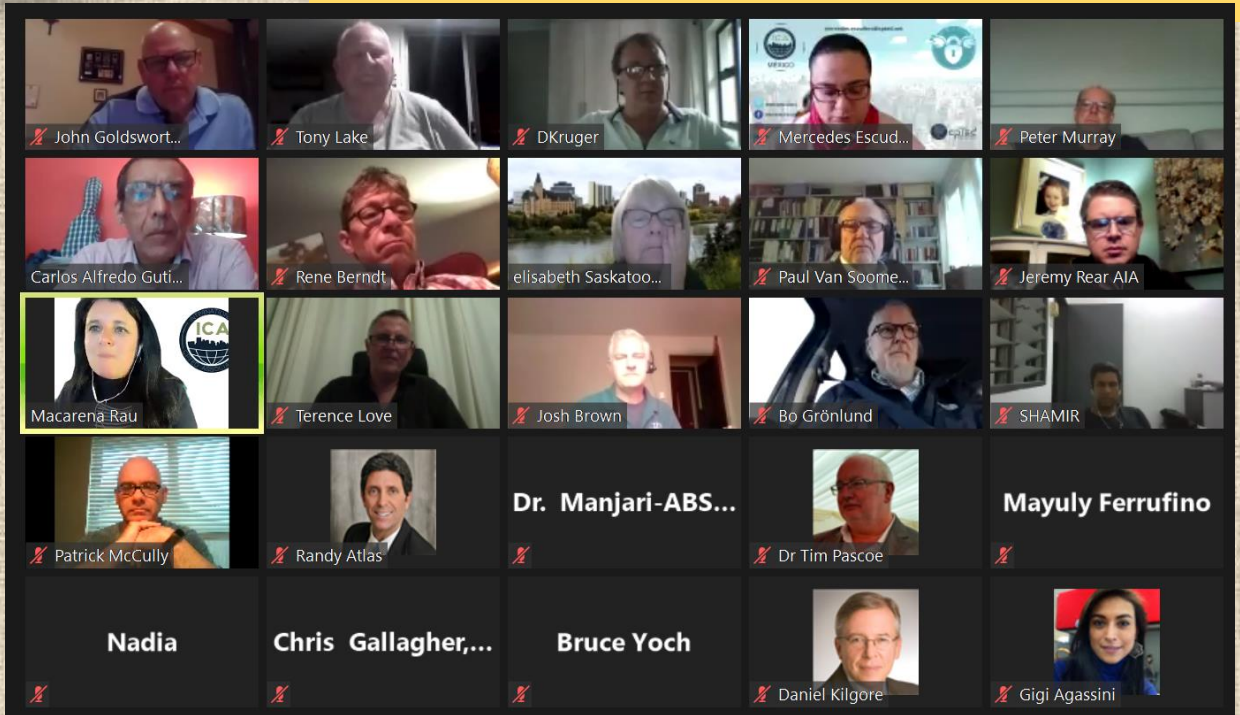 John Goldswort...
Tony Lake
DKruger
MEXICO
Mercedes Escud...
Peter Murray
Carlos Alfredo Guti...
Rene Berndt
elisabeth Saskatoo...
Paul Van Soome...
Jeremy Rear AIA
ICA
Macarena Rau
Terence Love
Josh Brown
Bo Grönlund
SHAMIR
Patrick McCully
Randy Atlas
Dr. Manjari-ABS...
Dr Tim Pascoe
Mayuly Ferrufino
Nadia
Chris Gallagher,...
Bruce Yoch
Daniel Kilgore
Gigi Agassini